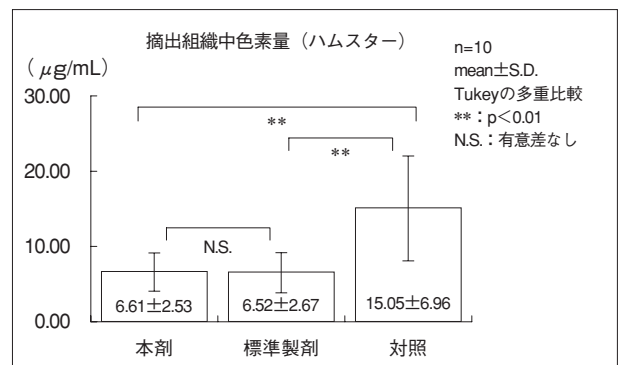 摘出組織中色素量（ハムスター）
n=10
mean±S.D.
Tukeyの多重比較
**：p<0.01
N.S.：有意差なし
（μg/mL）
30.00
20.00
10.00
0.00
**
**
N.S.
6.61±2.53
6.52±2.67
15.05±6.96
本剤
標準製剤
対照